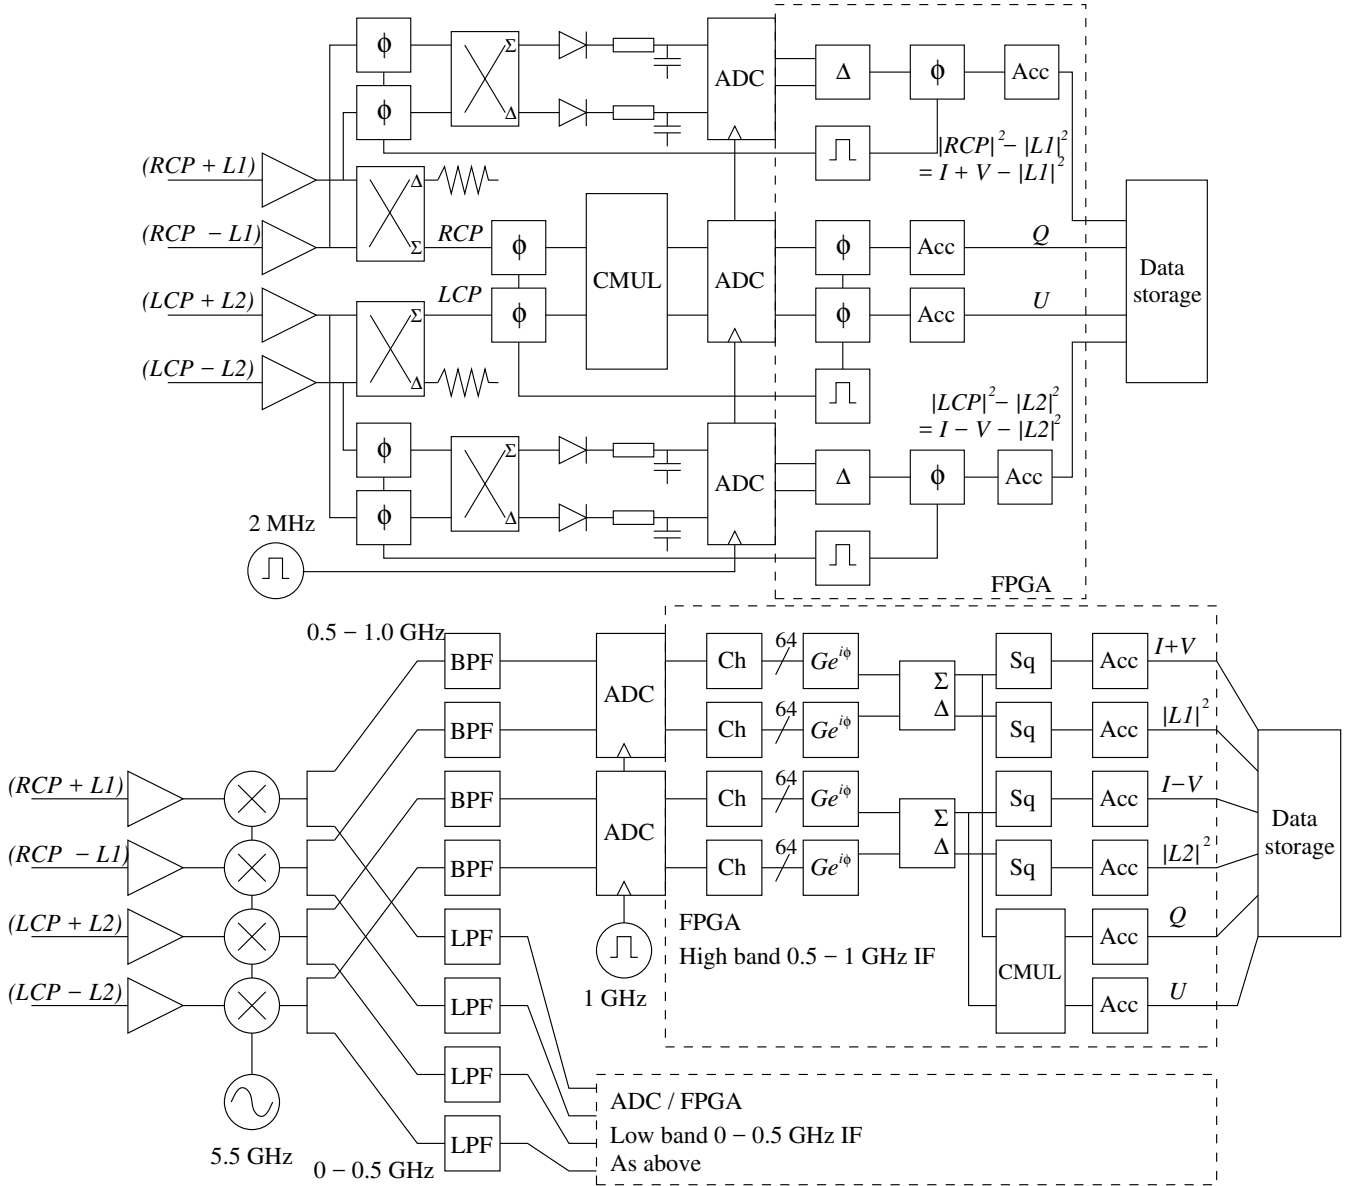 ϕ
Σ
Δ
ADC
Δ
ϕ
Acc
ϕ
(RCP + L1)
Δ
Σ
|RCP|² − |L1|²
= I + V − |L1|²
(RCP − L1)
RCP
ϕ
CMUL
ADC
ϕ
Acc
Q
Data
storage
(LCP + L2)
Σ
Δ
LCP
ϕ
ϕ
Acc
U
(LCP − L2)
|LCP|² − |L2|²
= I − V − |L2|²
ϕ
Σ
Δ
ADC
Δ
ϕ
Acc
ϕ
2 MHz
FPGA
0.5 − 1.0 GHz
BPF
ADC
Ch
64
Ge^{iϕ}
Σ
Δ
Sq
Acc
I+V
BPF
Ch
64
Ge^{iϕ}
Sq
Acc
|L1|²
(RCP + L1)
BPF
ADC
Ch
64
Ge^{iϕ}
Σ
Δ
Sq
Acc
I−V
Data
storage
(RCP − L1)
BPF
Ch
64
Ge^{iϕ}
Sq
Acc
|L2|²
(LCP + L2)
LPF
FPGA
High band 0.5 − 1 GHz IF
CMUL
Acc
Q
(LCP − L2)
LPF
1 GHz
Acc
U
LPF
ADC / FPGA
Low band 0 − 0.5 GHz IF
As above
5.5 GHz
0 − 0.5 GHz
LPF